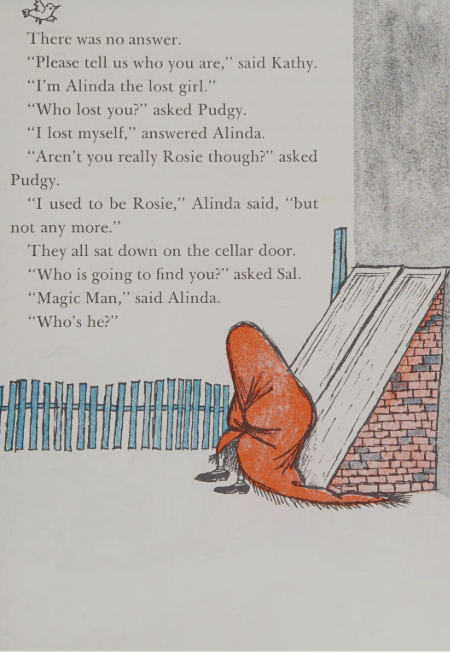 There was no answer.
“Please tell us who you are,” said Kathy.
“I’m Alinda the lost girl.”
“Who lost you?” asked Pudgy.
“I lost myself,” answered Alinda.
“Aren’t you really Rosie though?” asked
Pudgy.
“I used to be Rosie,” Alinda said, “but
not any more.”
They all sat down on the cellar door.
“Who is going to find you?” asked Sal.
“Magic Man,” said Alinda.
“Who’s he?”